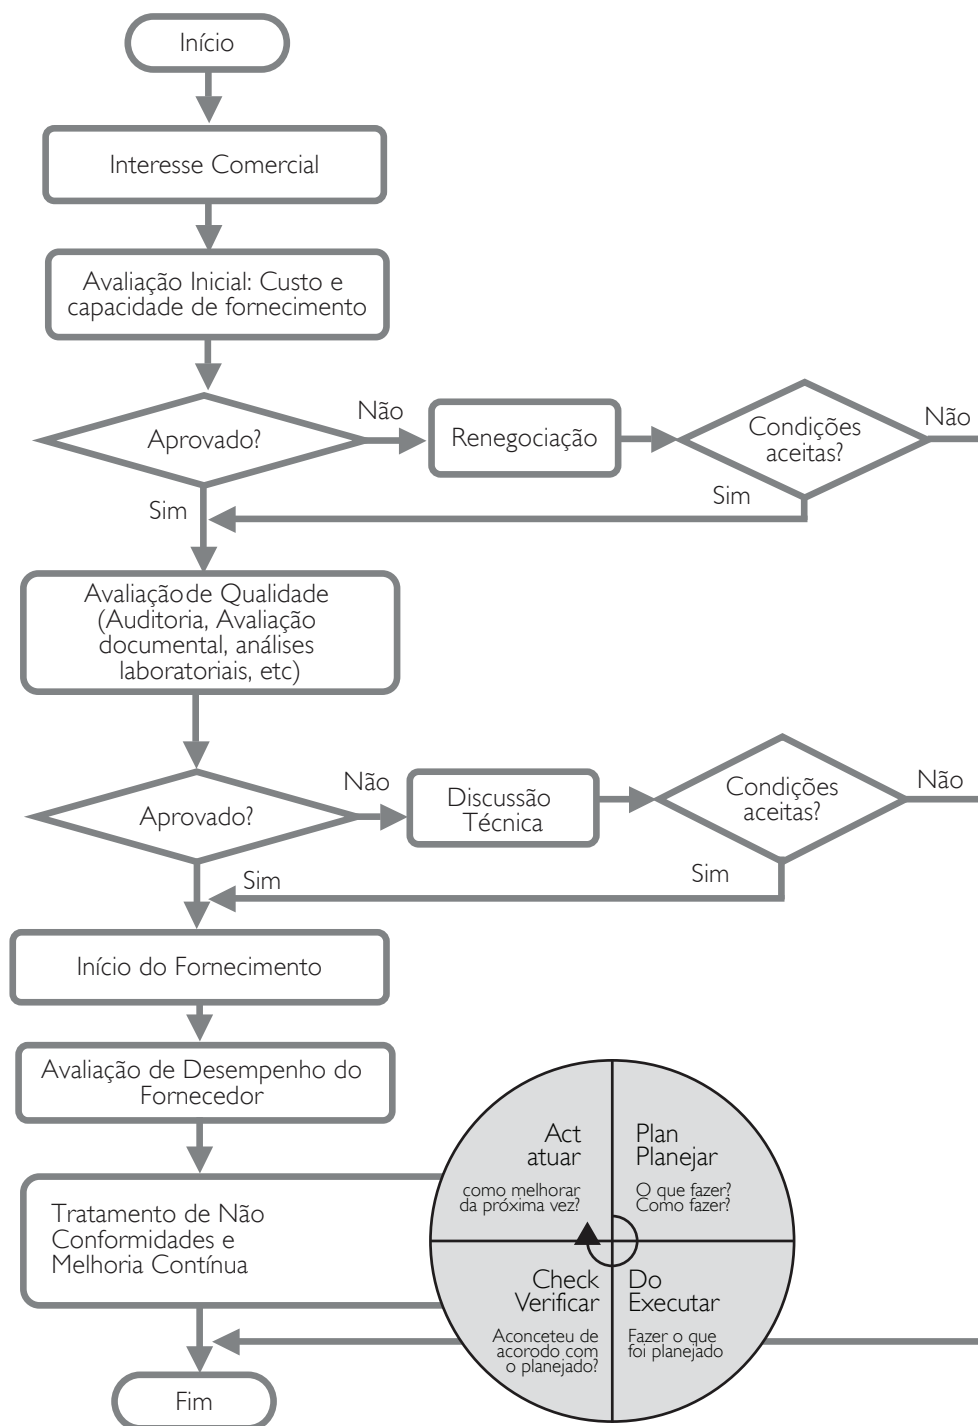 Início
Interesse Comercial
Avaliação Inicial: Custo e
capacidade de fornecimento
Aprovado?
Não
Renegociação
Condições
aceitas?
Não
Sim
Sim
Avaliação de Qualidade
(Auditoria, Avaliação
documental, análises
laboratoriais, etc)
Aprovado?
Não
Discussão
Técnica
Condições
aceitas?
Não
Sim
Sim
Início do Fornecimento
Avaliação de Desempenho do
Fornecedor
Tratamento de Não
Conformidades e
Melhoria Contínua
Act
atuar
como melhorar
da próxima vez?
Plan
Planejar
O que fazer?
Como fazer?
Check
Verificar
Aconceteu de
acorodo com
o planejado?
Do
Executar
Fazer o que
foi planejado
Fim